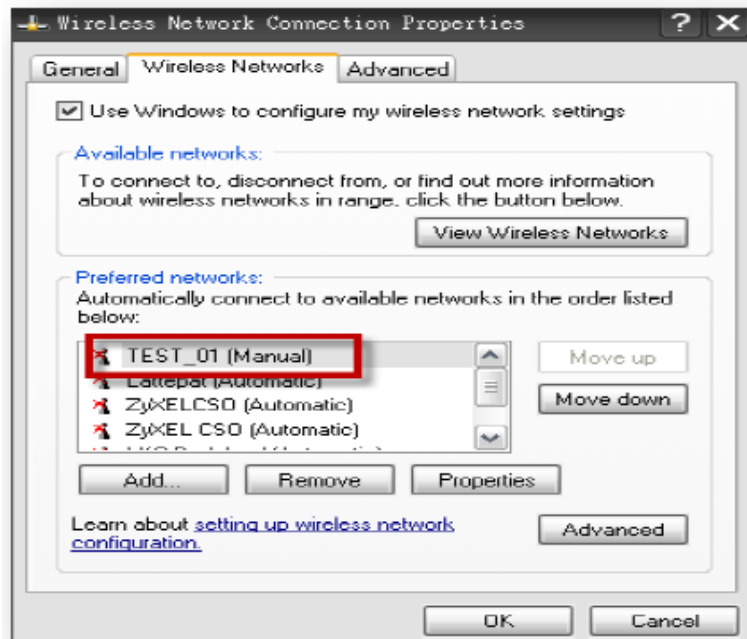 Wireless Network Connection Properties
General Wireless Networks Advanced
Use Windows to configure my wireless network settings
Available networks:
To connect to, disconnect from, or find out more information
about wireless networks in range, click the button below.
View Wireless Networks
Preferred networks:
Automatically connect to available networks in the order listed
below:
TEST_01 (Manual)
Lattepat (Automatic)
ZyXELCSO (Automatic)
ZyXEL CSO (Automatic)
Move up
Move down
Add... Remove Properties
Learn about setting up wireless network
configuration.
Advanced
OK Cancel